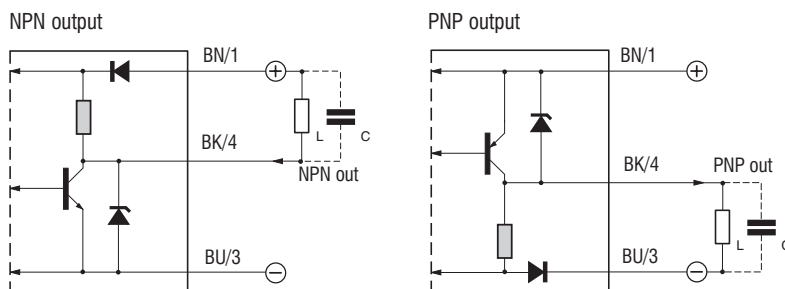 NPN output
BN/1
+
L
C
BK/4
NPN out
BU/3
−
PNP output
BN/1
+
BK/4
PNP out
L
C
BU/3
−